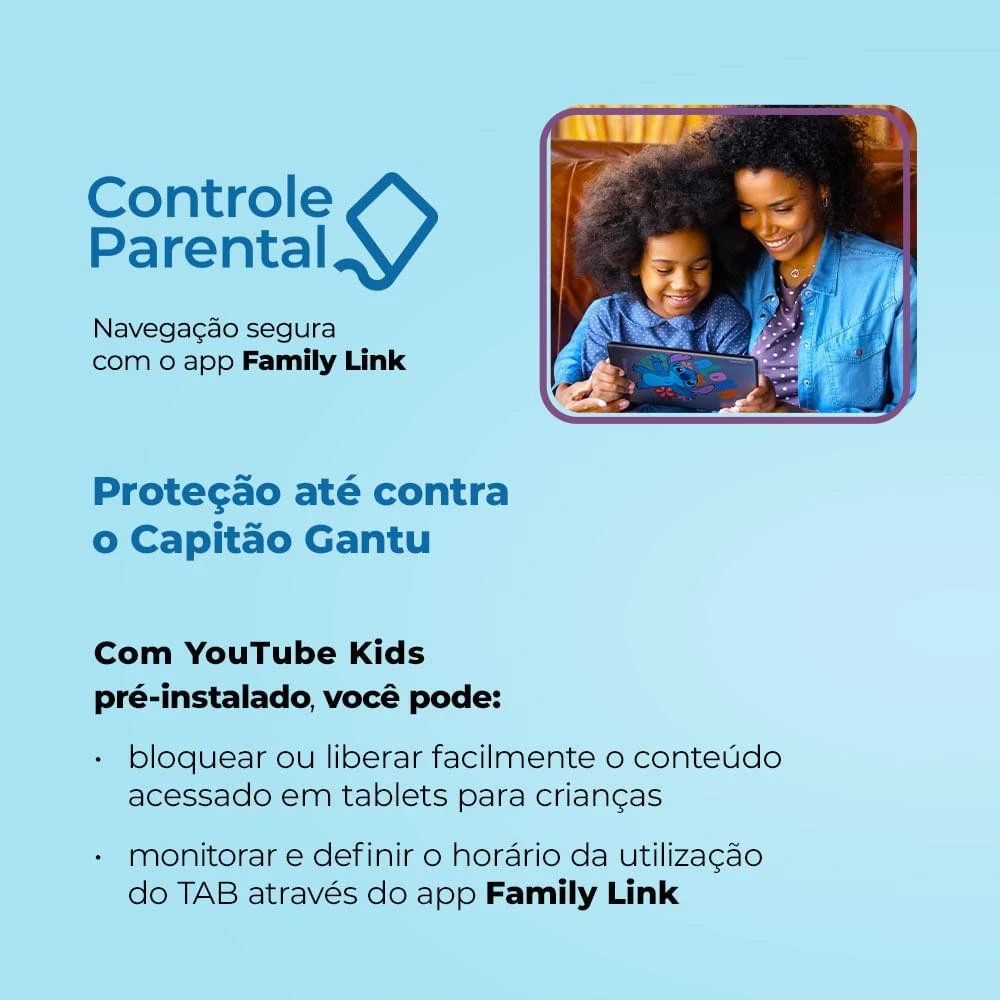 Controle
Parental
Navegação segura
com o app Family Link
Proteção até contra
o Capitão Gantu
Com YouTube Kids
pré-instalado, você pode:
• bloquear ou liberar facilmente o conteúdo
acessado em tablets para crianças
• monitorar e definir o horário da utilização
do TAB através do app Family Link